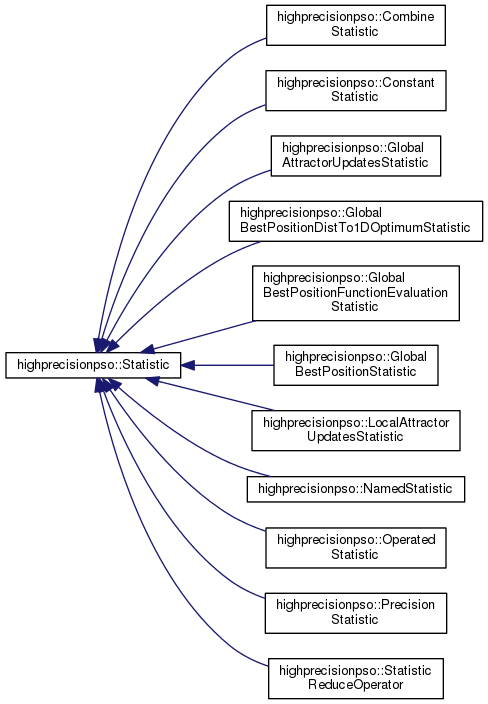 highprecisionpso::Combine
Statistic
highprecisionpso::Constant
Statistic
highprecisionpso::Global
AttractorUpdatesStatistic
highprecisionpso::Global
BestPositionDistTo1DOptimumStatistic
highprecisionpso::Global
BestPositionFunctionEvaluation
Statistic
highprecisionpso::Statistic
highprecisionpso::Global
BestPositionStatistic
highprecisionpso::LocalAttractor
UpdatesStatistic
highprecisionpso::NamedStatistic
highprecisionpso::Operated
Statistic
highprecisionpso::Precision
Statistic
highprecisionpso::Statistic
ReduceOperator